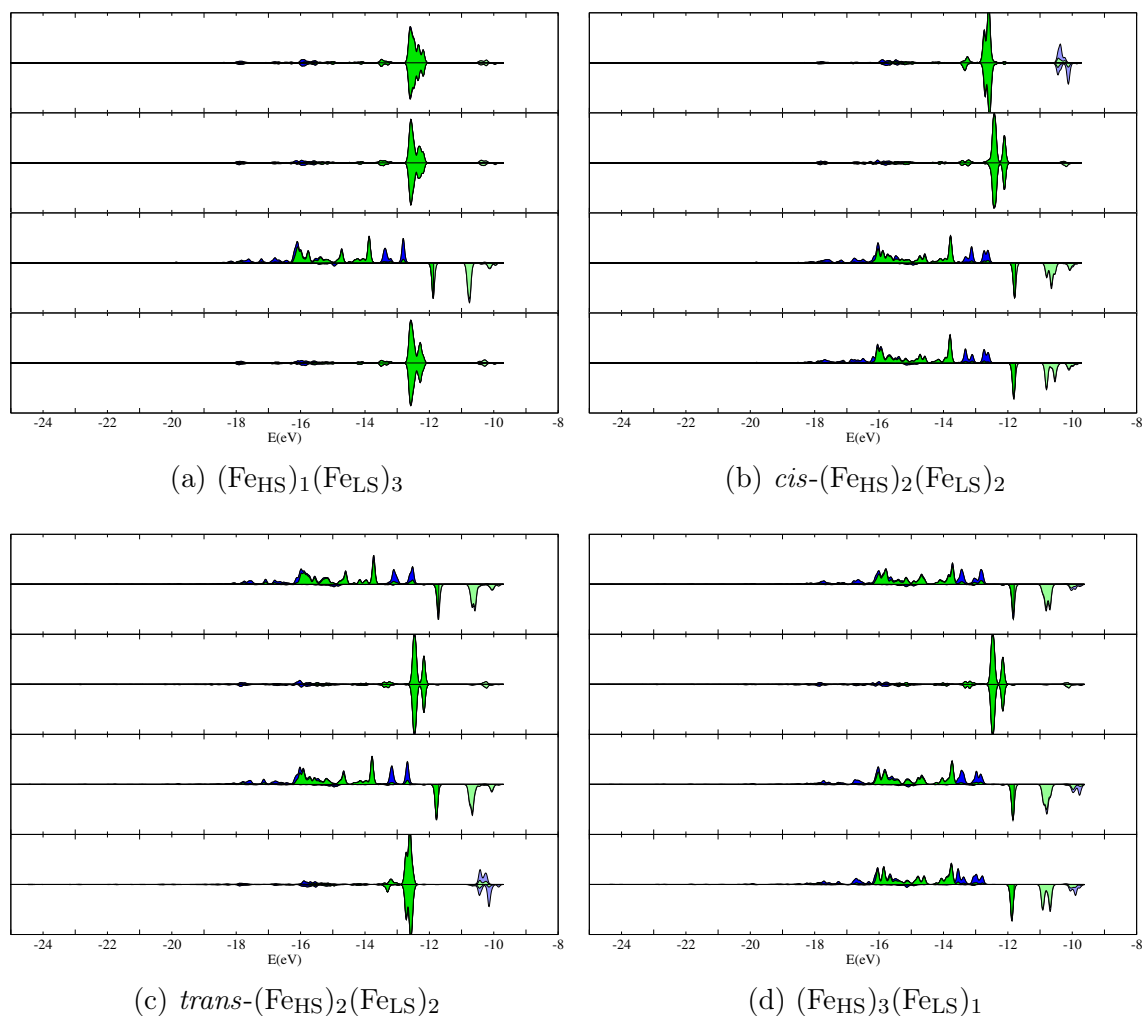 -24 -22 -20 -18 -16 -14 -12 -10 -8
E(eV)
-24 -22 -20 -18 -16 -14 -12 -10 -8
E(eV)
(a) (Fe_HS)_1(Fe_LS)_3
(b) cis-(Fe_HS)_2(Fe_LS)_2
-24 -22 -20 -18 -16 -14 -12 -10 -8
E(eV)
-24 -22 -20 -18 -16 -14 -12 -10 -8
E(eV)
(c) trans-(Fe_HS)_2(Fe_LS)_2
(d) (Fe_HS)_3(Fe_LS)_1